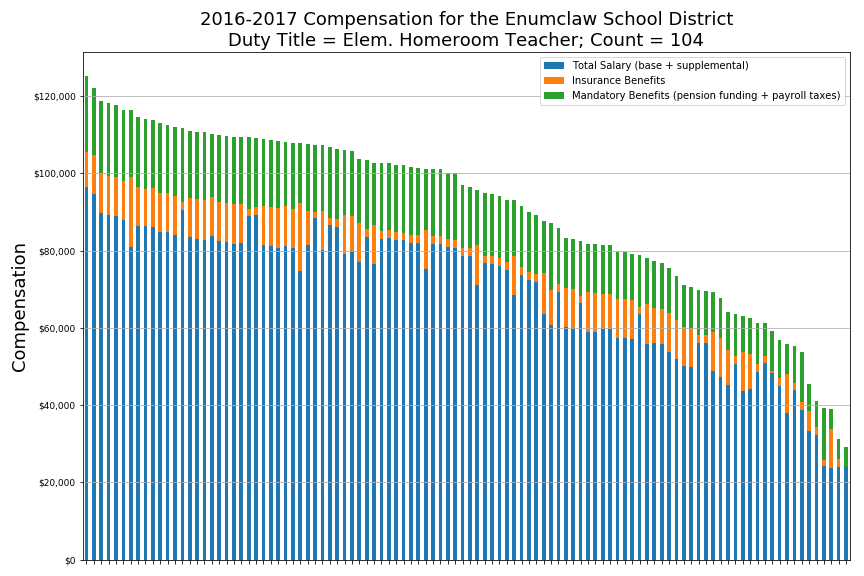 2016-2017 Compensation for the Enumclaw School District
Duty Title = Elem. Homeroom Teacher; Count = 104
Total Salary (base + supplemental)
Insurance Benefits
Mandatory Benefits (pension funding + payroll taxes)
Compensation
$120,000
$100,000
$80,000
$60,000
$40,000
$20,000
$0